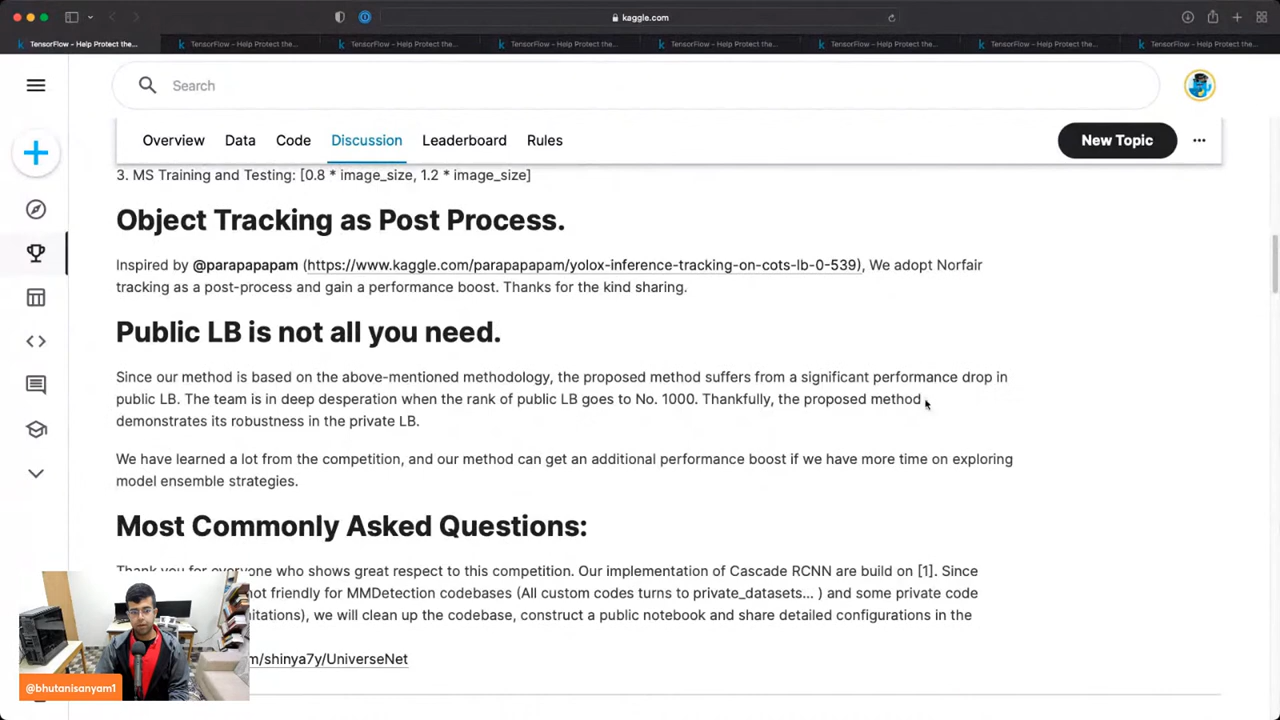 kaggle.com
TensorFlow - Help Protect the...
TensorFlow - Help Protect the...
TensorFlow - Help Protect the...
TensorFlow - Help Protect the...
TensorFlow - Help Protect the...
TensorFlow - Help Protect the...
TensorFlow - Help Protect the...
TensorFlow - Help Protect the...
Search
Overview Data Code Discussion Leaderboard Rules New Topic
3. MS Training and Testing: [0.8 * image_size, 1.2 * image_size]
Object Tracking as Post Process.
Inspired by @parapapapam (https://www.kaggle.com/parapapapam/yolox-inference-tracking-on-cots-lb-0-539), We adopt Norfair
tracking as a post-process and gain a performance boost. Thanks for the kind sharing.
Public LB is not all you need.
Since our method is based on the above-mentioned methodology, the proposed method suffers from a significant performance drop in
public LB. The team is in deep desperation when the rank of public LB goes to No. 1000. Thankfully, the proposed method
demonstrates its robustness in the private LB.
We have learned a lot from the competition, and our method can get an additional performance boost if we have more time on exploring
model ensemble strategies.
Most Commonly Asked Questions:
Thank you for everyone who shows great respect to this competition. Our implementation of Cascade RCNN are build on [1]. Since
not friendly for MMDetection codebases (All custom codes turns to private_datasets... ) and some private code
itations), we will clean up the codebase, construct a public notebook and share detailed configurations in the
m/shinya7y/UniverseNet
@bhutanisanyam1